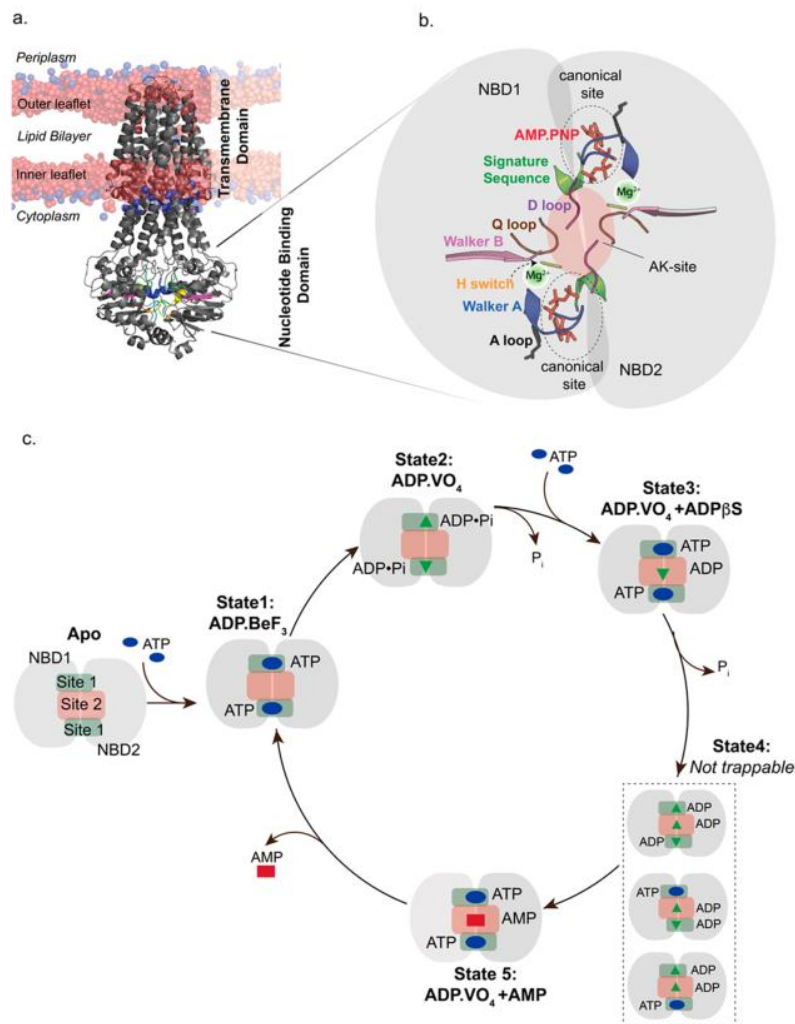 a.
Periplasm
Outer leaflet
Lipid Bilayer
Inner leaflet
Cytoplasm
Transmembrane
Domain
Nucleotide Binding
Domain
b.
NBD1
canonical
site
AMP.PNP
Signature
Sequence
Mg²⁺
D loop
Q loop
Walker B
AK-site
Mg²⁺
H switch
Walker A
A loop
canonical
site
NBD2
c.
State2:
ADP.VO₄
ADP•Pi
ADP•Pi
ATP
Pᵢ
State3:
ADP.VO₄+ADPβS
ATP
ADP
ATP
State1:
ADP.BeF₃
ATP
ATP
Apo
ATP
NBD1
Site 1
Site 2
Site 1
NBD2
Pᵢ
State4:
Not trappable
ADP
ADP
ADP
ATP
ADP
ADP
ADP
ADP
ATP
AMP
ATP
AMP
ATP
State 5:
ADP.VO₄+AMP